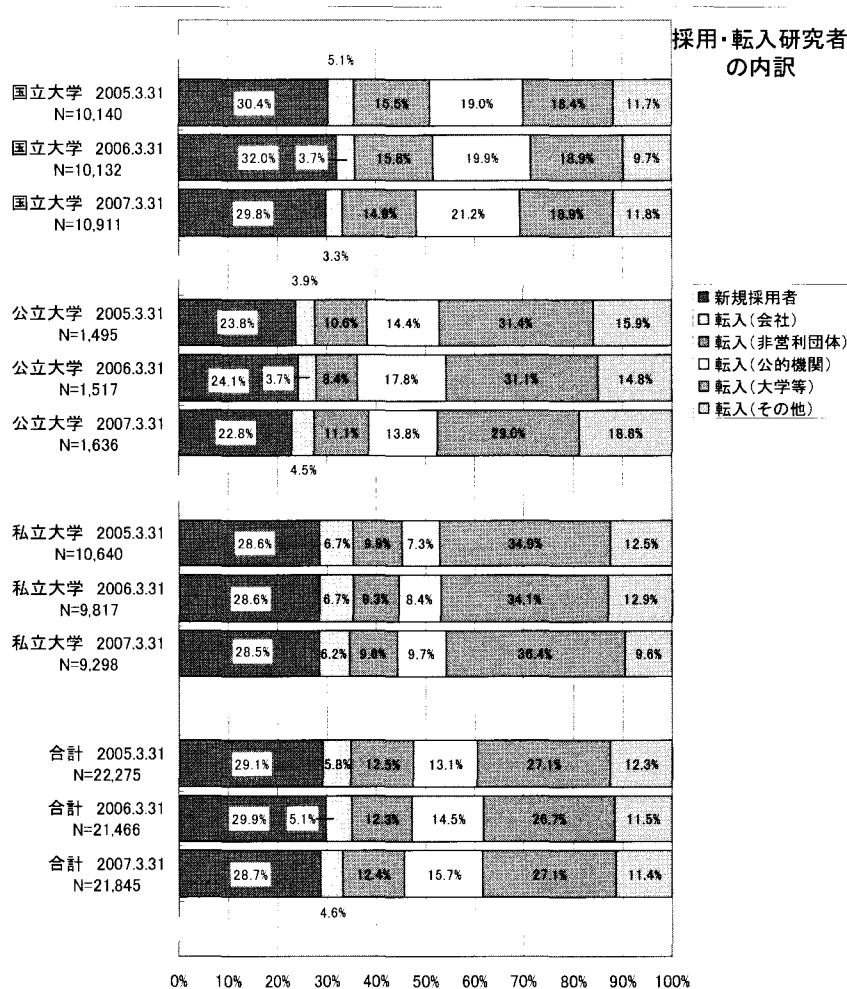 採用・転入研究者
の内訳
5.1%
国立大学 2005.3.31
N=10,140
30.4% 15.5% 19.0% 18.4% 11.7%
国立大学 2006.3.31
N=10,132
32.0% 3.7% 15.8% 19.9% 18.9% 9.7%
国立大学 2007.3.31
N=10,911
29.8% 14.9% 21.2% 18.9% 11.8%
3.3%
3.9%
公立大学 2005.3.31
N=1,495
23.8% 10.6% 14.4% 31.4% 15.9%
公立大学 2006.3.31
N=1,517
24.1% 3.7% 8.4% 17.8% 31.1% 14.8%
公立大学 2007.3.31
N=1,636
22.8% 11.1% 13.8% 29.0% 18.8%
4.5%
私立大学 2005.3.31
N=10,640
28.6% 6.7% 9.9% 7.3% 34.9% 12.5%
私立大学 2006.3.31
N=9,817
28.6% 6.7% 9.3% 8.4% 34.1% 12.9%
私立大学 2007.3.31
N=9,298
28.5% 6.2% 9.6% 9.7% 36.4% 9.6%
合計 2005.3.31
N=22,275
29.1% 5.8% 12.5% 13.1% 27.1% 12.3%
合計 2006.3.31
N=21,466
29.9% 5.1% 12.3% 14.5% 26.7% 11.5%
合計 2007.3.31
N=21,845
28.7% 12.4% 15.7% 27.1% 11.4%
4.6%
0% 10% 20% 30% 40% 50% 60% 70% 80% 90% 100%
新規採用者
転入(会社)
転入(非営利団体)
転入(公的機関)
転入(大学等)
転入(その他)